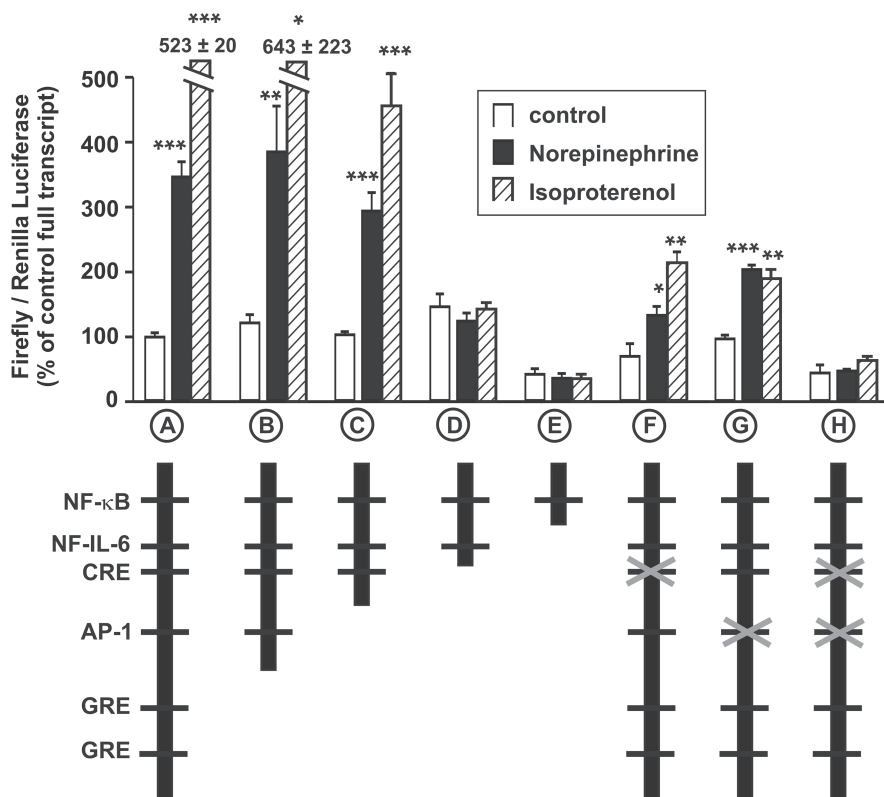 ***
523 ± 20
*
643 ± 223
***
**
***
***
**
***
**
*
control
Norepinephrine
Isoproterenol
Firefly / Renilla Luciferase
(% of control full transcript)
500
400
300
200
100
0
A B C D E F G H
NF-κB
NF-IL-6
CRE
AP-1
GRE
GRE